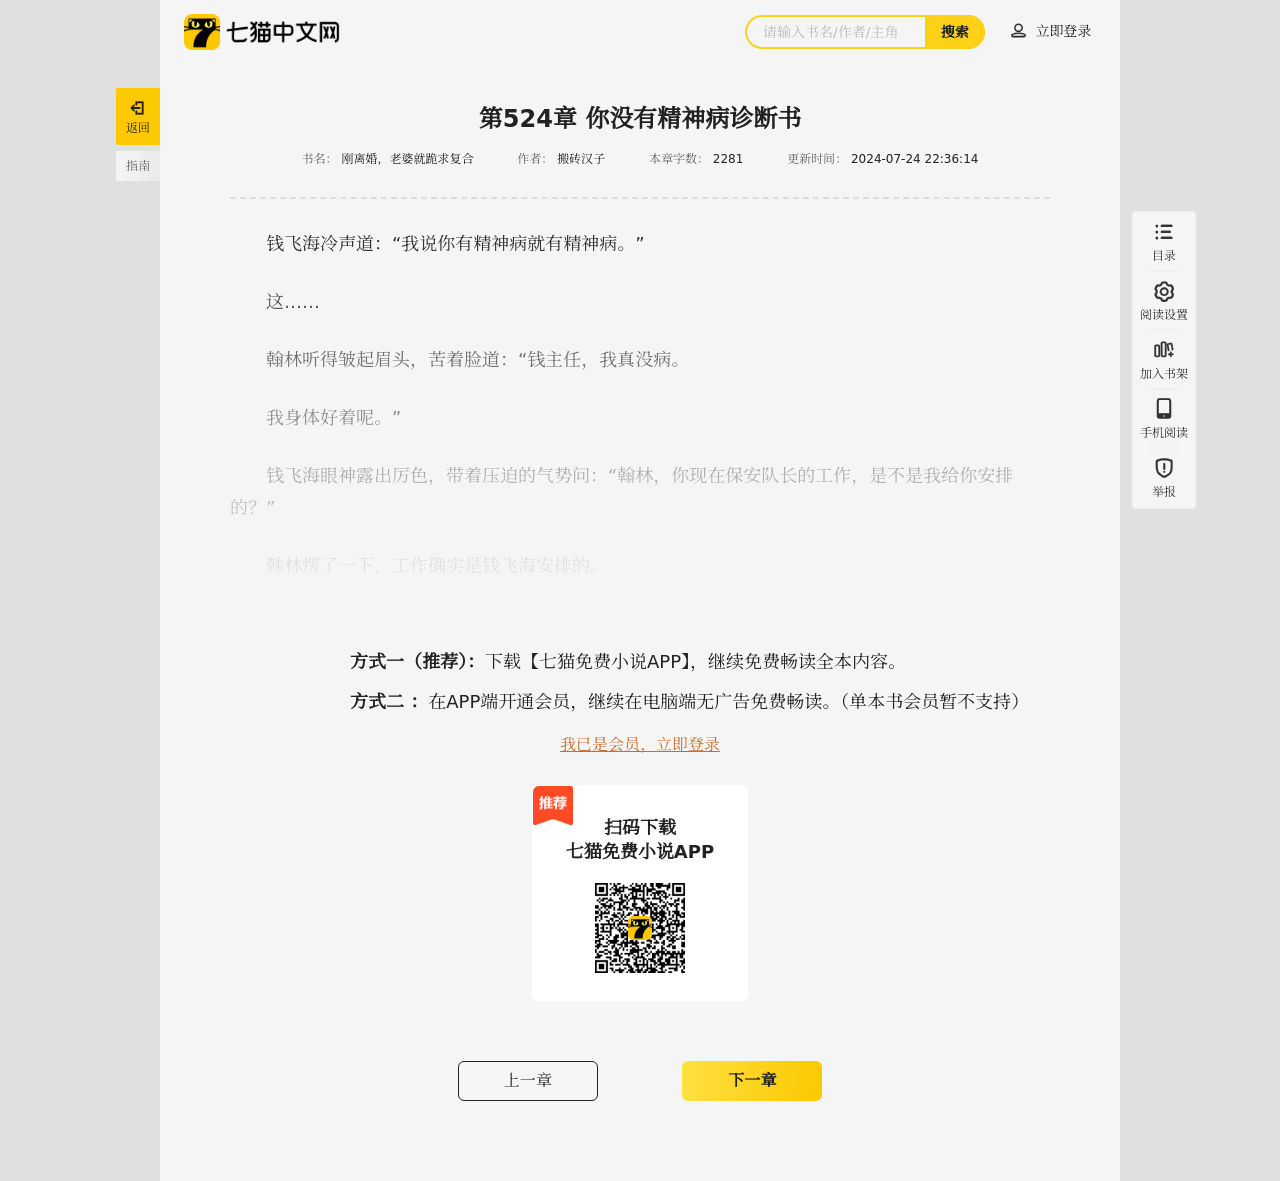 七猫中文网
请输入书名/作者/主角
搜索
立即登录
返回
指南
第524章 你没有精神病诊断书
书名： 刚离婚，老婆就跪求复合 作者： 搬砖汉子 本章字数： 2281 更新时间： 2024-07-24 22:36:14
钱飞海冷声道：“我说你有精神病就有精神病。”
这……
翰林听得皱起眉头，苦着脸道：“钱主任，我真没病。
我身体好着呢。”
钱飞海眼神露出厉色，带着压迫的气势问：“翰林，你现在保安队长的工作，是不是我给你安排
的？”
韩林愣了一下，工作确实是钱飞海安排的。
目录
阅读设置
加入书架
手机阅读
举报
方式一（推荐）：下载【七猫免费小说APP】，继续免费畅读全本内容。
方式二 ：在APP端开通会员，继续在电脑端无广告免费畅读。（单本书会员暂不支持）
我已是会员，立即登录
推荐
扫码下载
七猫免费小说APP
上一章
下一章